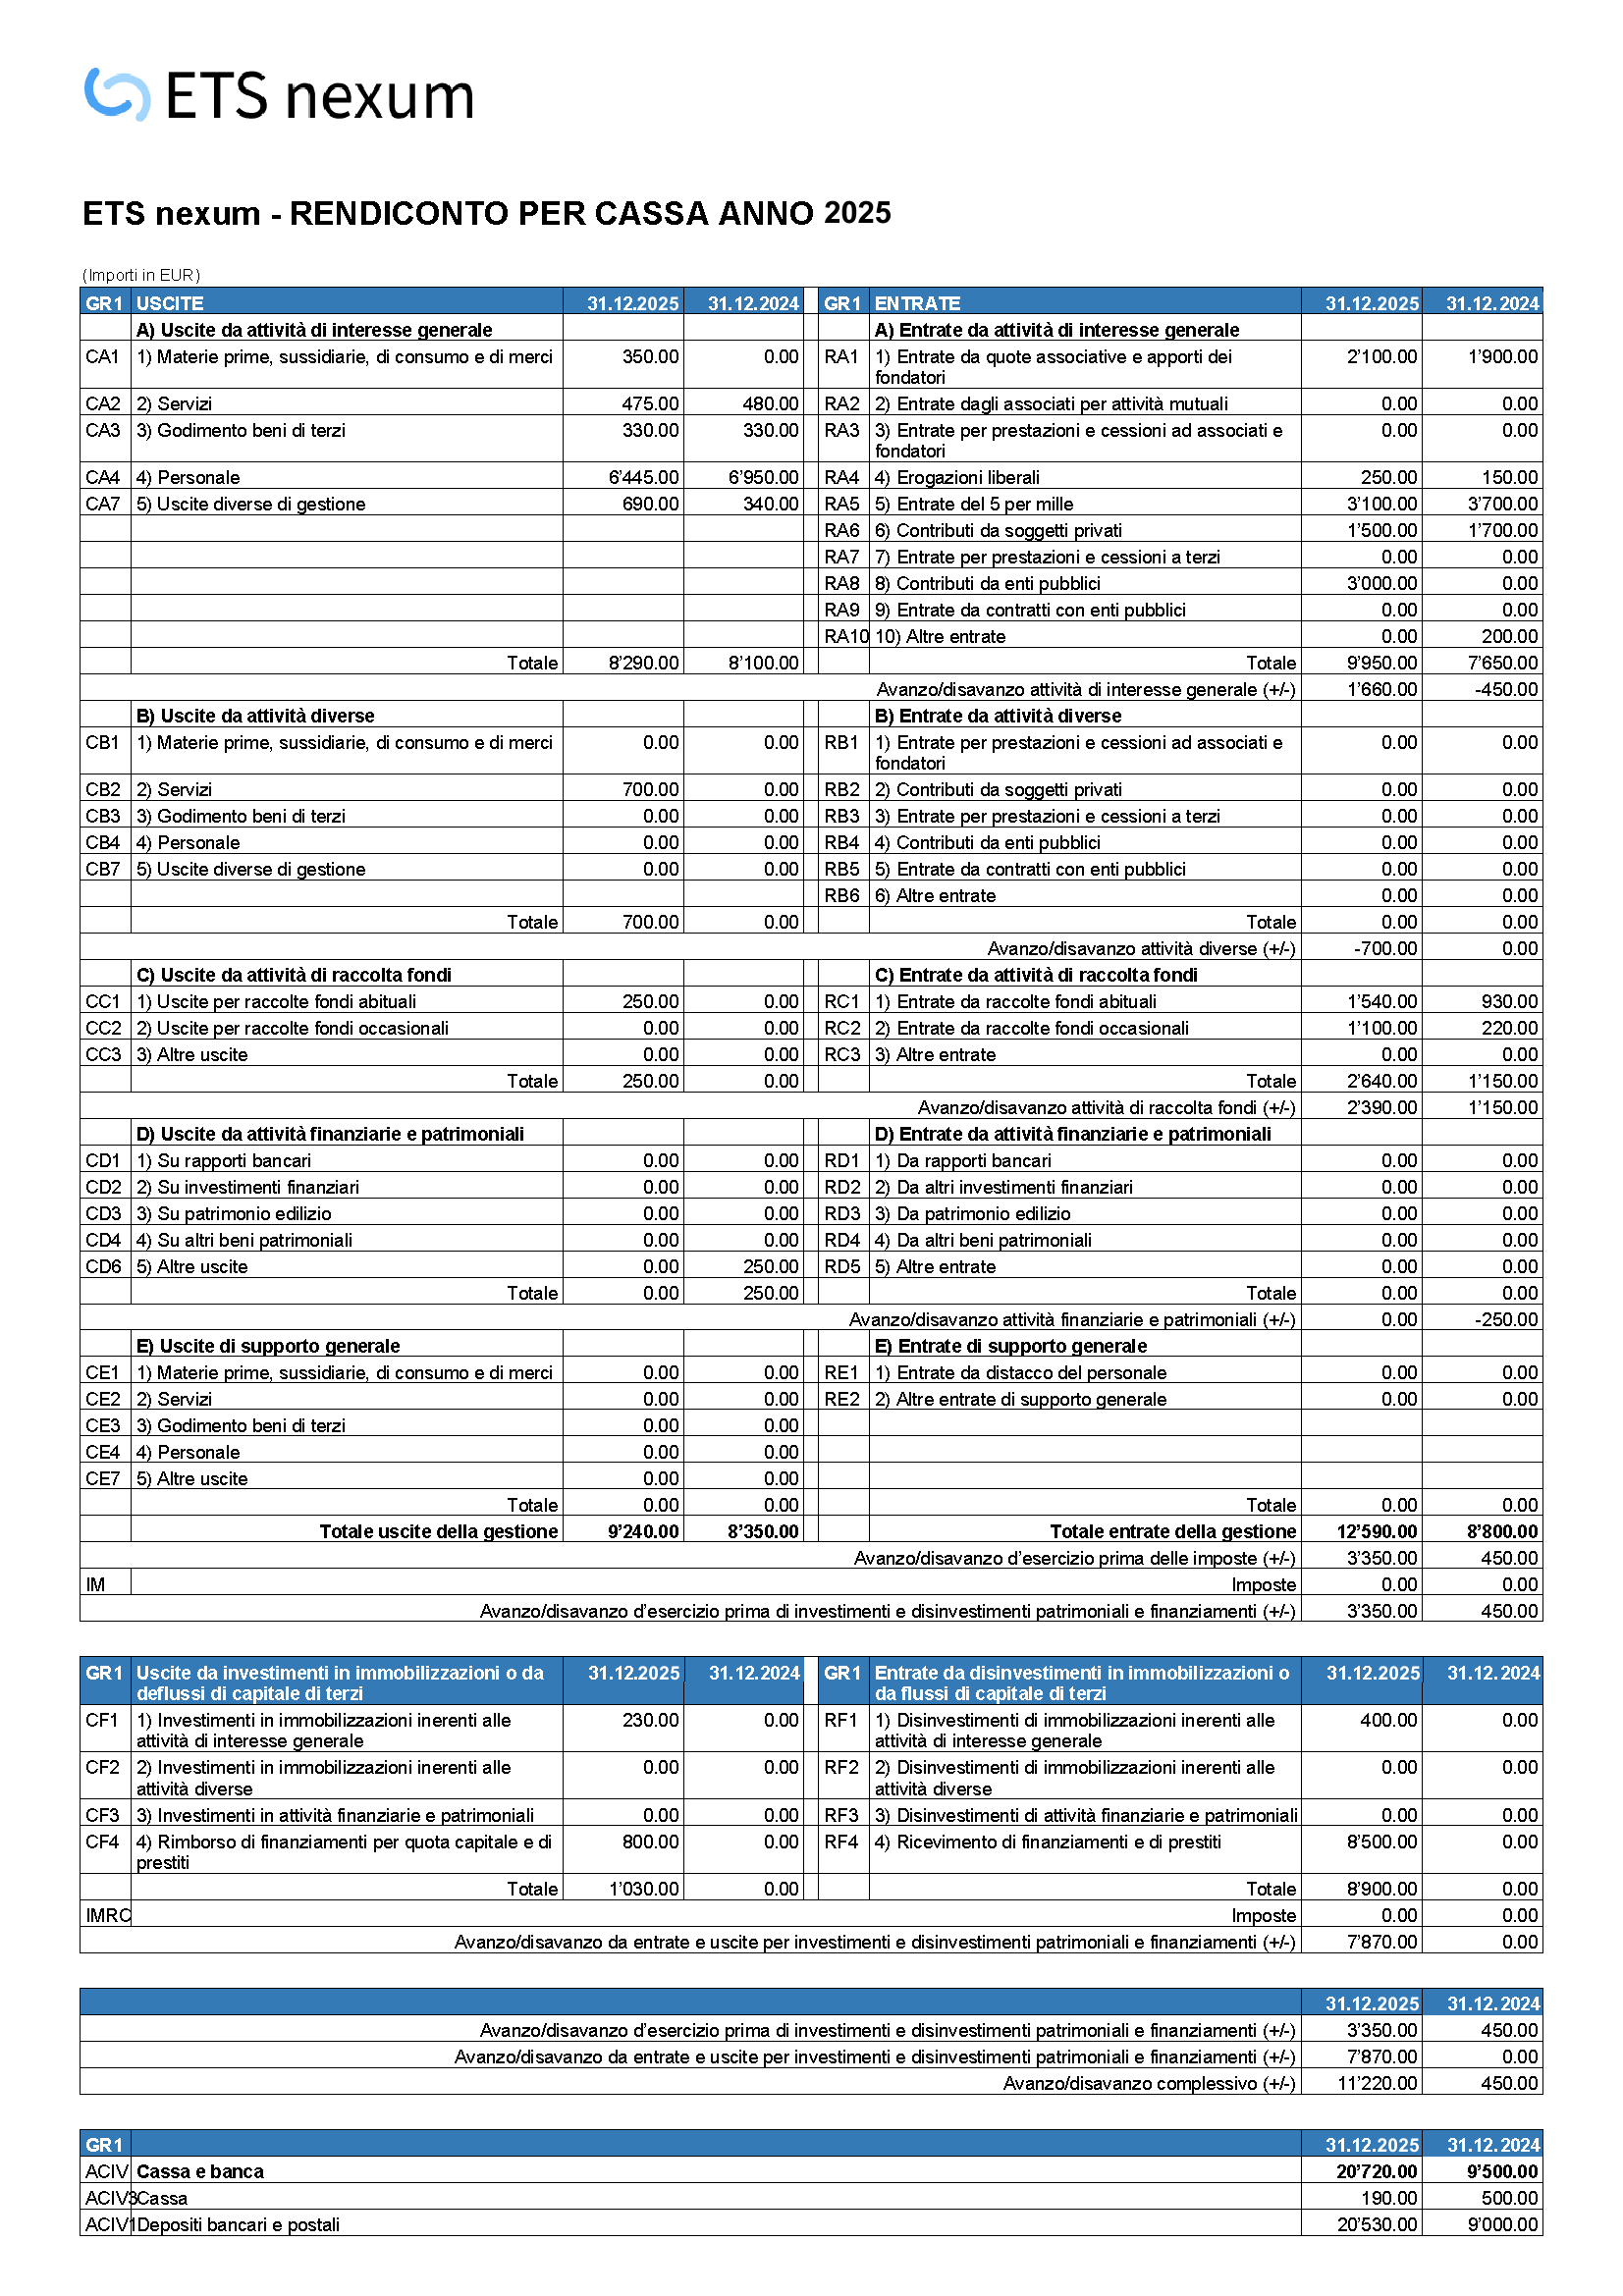 ETS nexum
ETS nexum - RENDICONTO PER CASSA ANNO 2025
(Importi in EUR)
GR1 USCITE 31.12.2025 31.12.2024 GR1 ENTRATE 31.12.2025 31.12.2024
A) Uscite da attività di interesse generale A) Entrate da attività di interesse generale
CA1 1) Materie prime, sussidiarie, di consumo e di merci 350.00 0.00 RA1 1) Entrate da quote associative e apporti dei 2'100.00 1'900.00
fondatori
CA2 2) Servizi 475.00 480.00 RA2 2) Entrate dagli associati per attività mutuali 0.00 0.00
CA3 3) Godimento beni di terzi 330.00 330.00 RA3 3) Entrate per prestazioni e cessioni ad associati e 0.00 0.00
fondatori
CA4 4) Personale 6'445.00 6'950.00 RA4 4) Erogazioni liberali 250.00 150.00
CA7 5) Uscite diverse di gestione 690.00 340.00 RA5 5) Entrate del 5 per mille 3'100.00 3'700.00
RA6 6) Contributi da soggetti privati 1'500.00 1'700.00
RA7 7) Entrate per prestazioni e cessioni a terzi 0.00 0.00
RA8 8) Contributi da enti pubblici 3'000.00 0.00
RA9 9) Entrate da contratti con enti pubblici 0.00 0.00
RA10 10) Altre entrate 0.00 200.00
Totale 8'290.00 8'100.00 Totale 9'950.00 7'650.00
Avanzo/disavanzo attività di interesse generale (+/-) 1'660.00 -450.00
B) Uscite da attività diverse B) Entrate da attività diverse
CB1 1) Materie prime, sussidiarie, di consumo e di merci 0.00 0.00 RB1 1) Entrate per prestazioni e cessioni ad associati e 0.00 0.00
fondatori
CB2 2) Servizi 700.00 0.00 RB2 2) Contributi da soggetti privati 0.00 0.00
CB3 3) Godimento beni di terzi 0.00 0.00 RB3 3) Entrate per prestazioni e cessioni a terzi 0.00 0.00
CB4 4) Personale 0.00 0.00 RB4 4) Contributi da enti pubblici 0.00 0.00
CB7 5) Uscite diverse di gestione 0.00 0.00 RB5 5) Entrate da contratti con enti pubblici 0.00 0.00
RB6 6) Altre entrate 0.00 0.00
Totale 700.00 0.00 Totale 0.00 0.00
Avanzo/disavanzo attività diverse (+/-) -700.00 0.00
C) Uscite da attività di raccolta fondi C) Entrate da attività di raccolta fondi
CC1 1) Uscite per raccolte fondi abituali 250.00 0.00 RC1 1) Entrate da raccolte fondi abituali 1'540.00 930.00
CC2 2) Uscite per raccolte fondi occasionali 0.00 0.00 RC2 2) Entrate da raccolte fondi occasionali 1'100.00 220.00
CC3 3) Altre uscite 0.00 0.00 RC3 3) Altre entrate 0.00 0.00
Totale 250.00 0.00 Totale 2'640.00 1'150.00
Avanzo/disavanzo attività di raccolta fondi (+/-) 2'390.00 1'150.00
D) Uscite da attività finanziarie e patrimoniali D) Entrate da attività finanziarie e patrimoniali
CD1 1) Su rapporti bancari 0.00 0.00 RD1 1) Da rapporti bancari 0.00 0.00
CD2 2) Su investimenti finanziari 0.00 0.00 RD2 2) Da altri investimenti finanziari 0.00 0.00
CD3 3) Su patrimonio edilizio 0.00 0.00 RD3 3) Da patrimonio edilizio 0.00 0.00
CD4 4) Su altri beni patrimoniali 0.00 0.00 RD4 4) Da altri beni patrimoniali 0.00 0.00
CD6 5) Altre uscite 0.00 250.00 RD5 5) Altre entrate 0.00 0.00
Totale 0.00 250.00 Totale 0.00 0.00
Avanzo/disavanzo attività finanziarie e patrimoniali (+/-) 0.00 -250.00
E) Uscite di supporto generale E) Entrate di supporto generale
CE1 1) Materie prime, sussidiarie, di consumo e di merci 0.00 0.00 RE1 1) Entrate da distacco del personale 0.00 0.00
CE2 2) Servizi 0.00 0.00 RE2 2) Altre entrate di supporto generale 0.00 0.00
CE3 3) Godimento beni di terzi 0.00 0.00
CE4 4) Personale 0.00 0.00
CE7 5) Altre uscite 0.00 0.00
Totale 0.00 0.00 Totale 0.00 0.00
Totale uscite della gestione 9'240.00 8'350.00 Totale entrate della gestione 12'590.00 8'800.00
Avanzo/disavanzo d'esercizio prima delle imposte (+/-) 3'350.00 450.00
IM Imposte 0.00 0.00
Avanzo/disavanzo d'esercizio prima di investimenti e disinvestimenti patrimoniali e finanziamenti (+/-) 3'350.00 450.00
GR1 Uscite da investimenti in immobilizzazioni o da 31.12.2025 31.12.2024 GR1 Entrate da disinvestimenti in immobilizzazioni o 31.12.2025 31.12.2024
deflussi di capitale di terzi da flussi di capitale di terzi
CF1 1) Investimenti in immobilizzazioni inerenti alle 230.00 0.00 RF1 1) Disinvestimenti di immobilizzazioni inerenti alle 400.00 0.00
attività di interesse generale attività di interesse generale
CF2 2) Investimenti in immobilizzazioni inerenti alle 0.00 0.00 RF2 2) Disinvestimenti di immobilizzazioni inerenti alle 0.00 0.00
attività diverse attività diverse
CF3 3) Investimenti in attività finanziarie e patrimoniali 0.00 0.00 RF3 3) Disinvestimenti di attività finanziarie e patrimoniali 0.00 0.00
CF4 4) Rimborso di finanziamenti per quota capitale e di 800.00 0.00 RF4 4) Ricevimento di finanziamenti e di prestiti 8'500.00 0.00
prestiti
Totale 1'030.00 0.00 Totale 8'900.00 0.00
IMRC Imposte 0.00 0.00
Avanzo/disavanzo da entrate e uscite per investimenti e disinvestimenti patrimoniali e finanziamenti (+/-) 7'870.00 0.00
31.12.2025 31.12.2024
Avanzo/disavanzo d'esercizio prima di investimenti e disinvestimenti patrimoniali e finanziamenti (+/-) 3'350.00 450.00
Avanzo/disavanzo da entrate e uscite per investimenti e disinvestimenti patrimoniali e finanziamenti (+/-) 7'870.00 0.00
Avanzo/disavanzo complessivo (+/-) 11'220.00 450.00
GR1 31.12.2025 31.12.2024
ACIV Cassa e banca 20'720.00 9'500.00
ACIV3 Cassa 190.00 500.00
ACIV1 Depositi bancari e postali 20'530.00 9'000.00